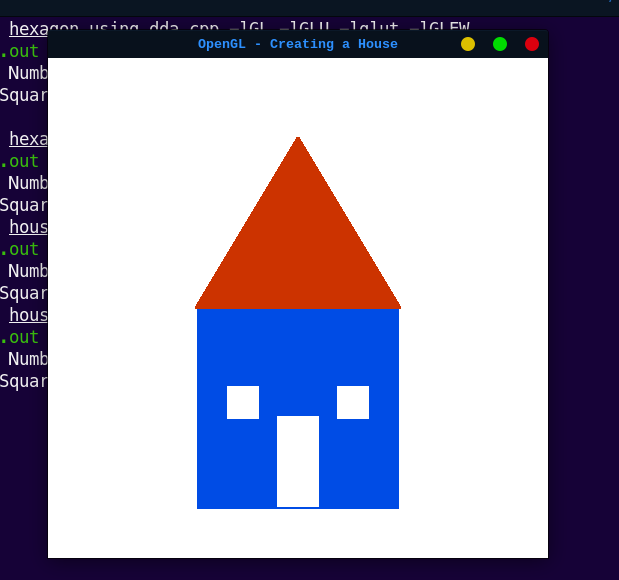 hexagon using dda.cpp -lGL -lGLU -lglut -lGLEW
OpenGL - Creating a House
.out
Numb
Squar
hexa
.out
Numb
Squar
hous
.out
Numb
Squar
hous
.out
Numb
Squar